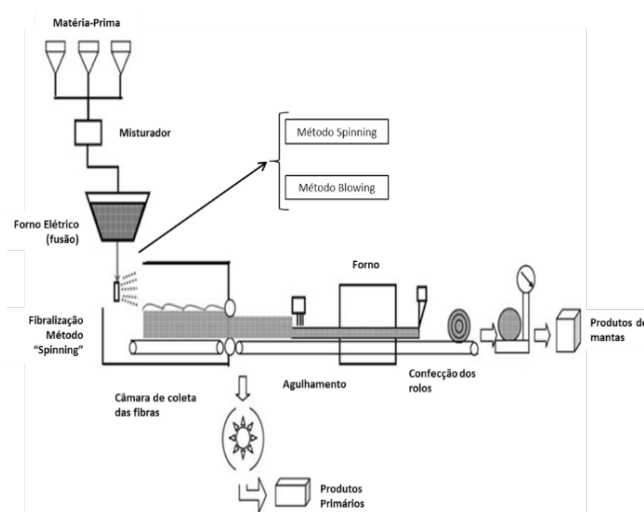 Matéria-Prima
Misturador
Método Spinning
Método Blowing
Forno Elétrico
(fusão)
Forno
Fibralização
Método
“Spinning”
Produtos de
mantas
Câmara de coleta
das fibras
Agulhamento
Confecção dos
rolos
Produtos
Primários